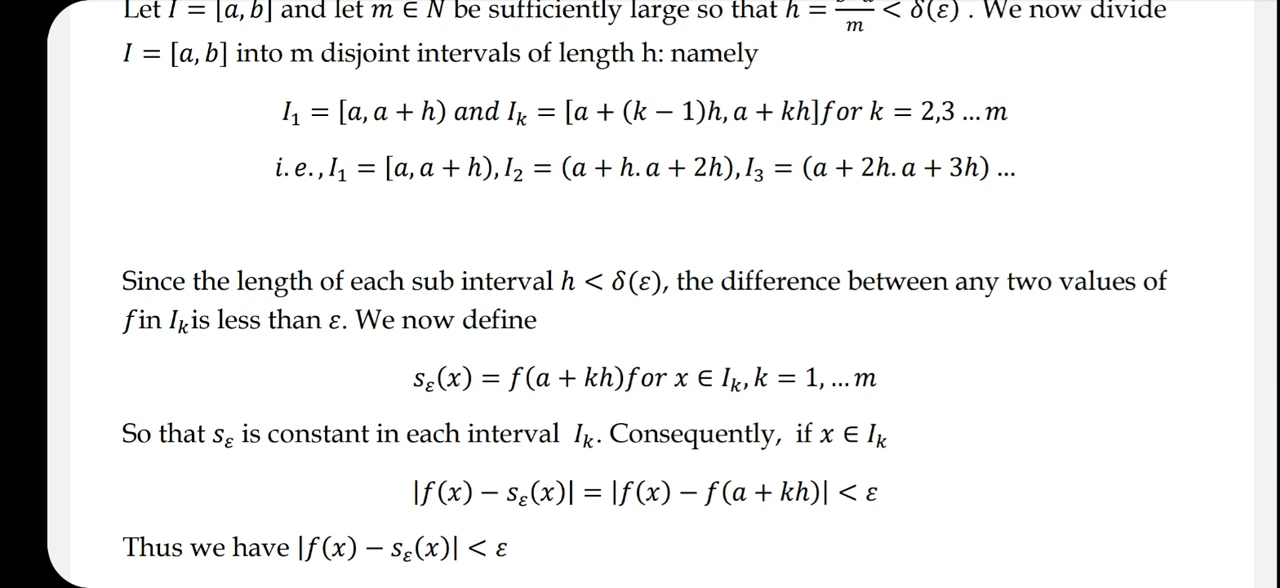 Let I = [a, b] and let m ∈ N be sufficiently large so that h = b−a/m < δ(ε) . We now divide
I = [a, b] into m disjoint intervals of length h: namely
I₁ = [a, a + h) and Iₖ = [a + (k − 1)h, a + kh]for k = 2,3 … m
i. e. , I₁ = [a, a + h), I₂ = (a + h. a + 2h), I₃ = (a + 2h. a + 3h) …
Since the length of each sub interval h < δ(ε), the difference between any two values of
f in Iₖis less than ε. We now define
s_ε(x) = f(a + kh)for x ∈ Iₖ, k = 1, … m
So that s_ε is constant in each interval Iₖ. Consequently, if x ∈ Iₖ
|f(x) − s_ε(x)| = |f(x) − f(a + kh)| < ε
Thus we have |f(x) − s_ε(x)| < ε